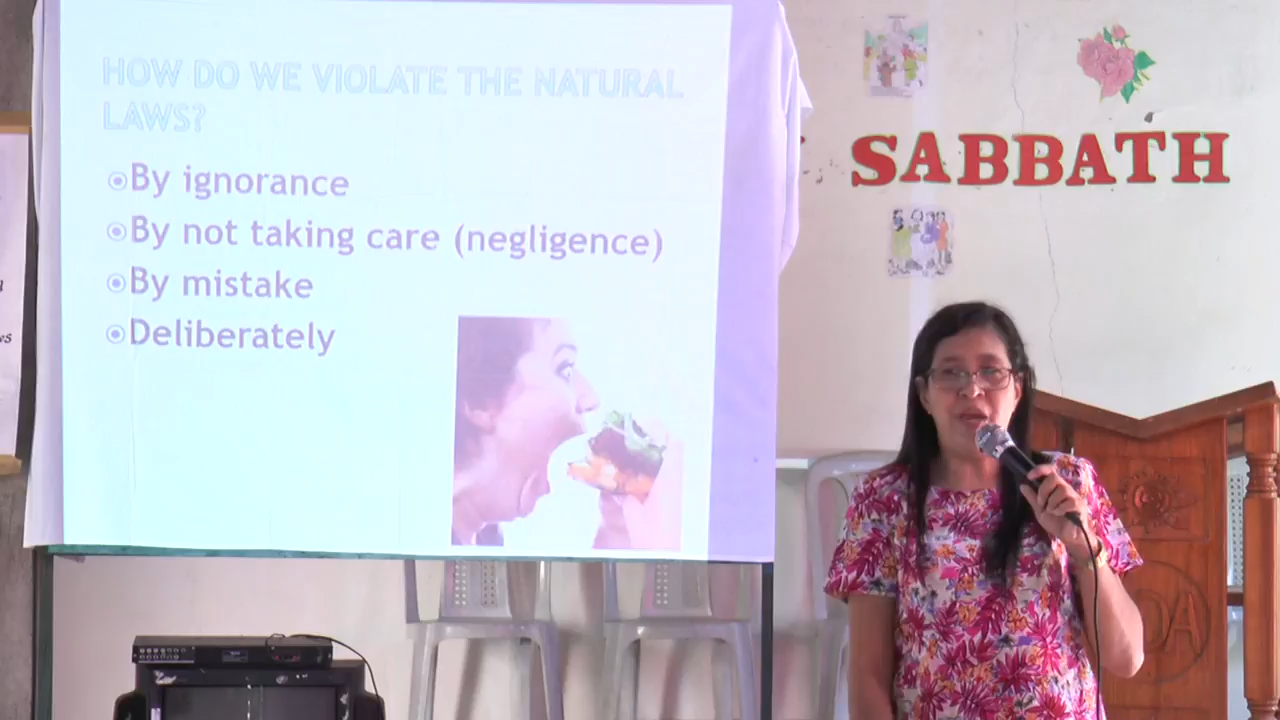 HOW DO WE VIOLATE THE NATURAL
LAWS?
By ignorance
By not taking care (negligence)
By mistake
Deliberately
SABBATH